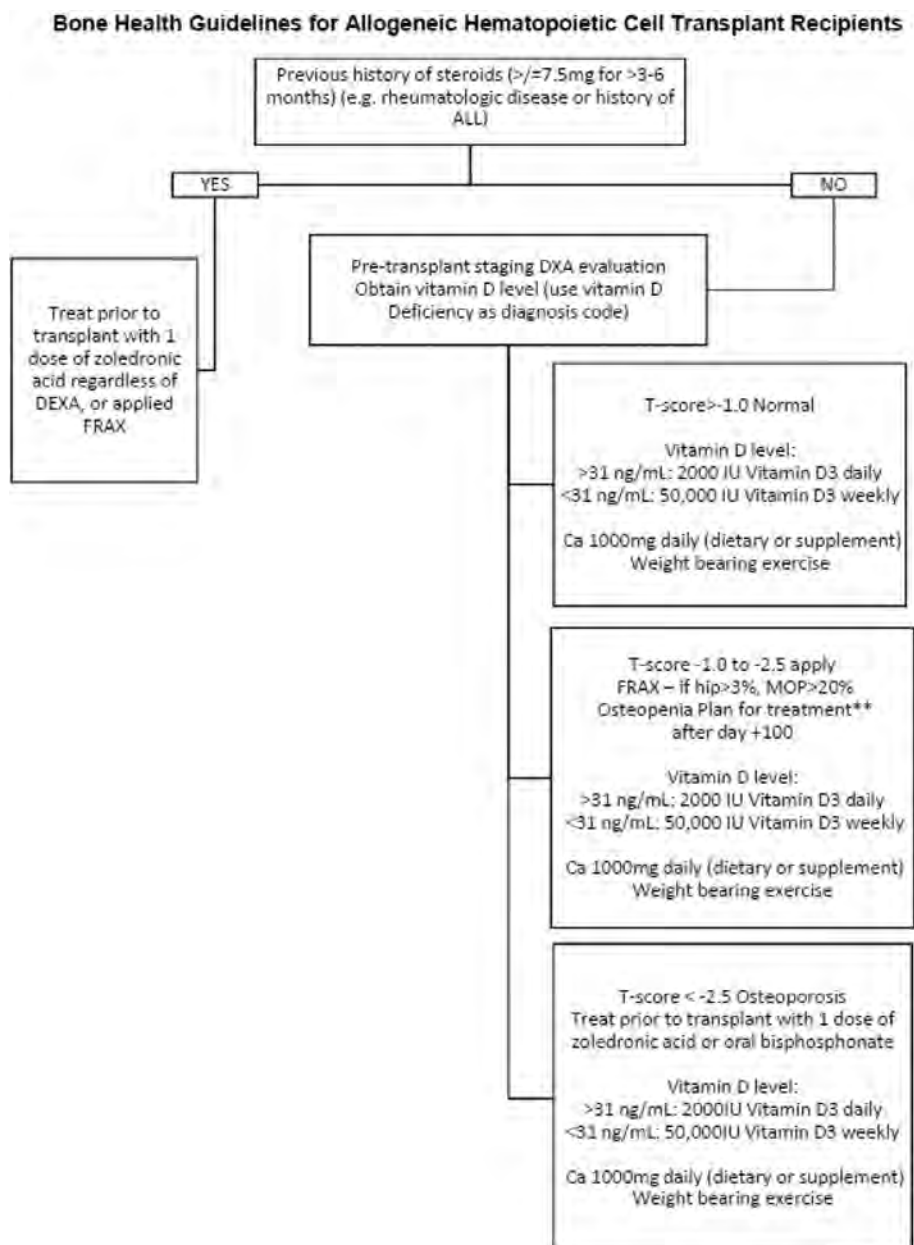 Bone Health Guidelines for Allogeneic Hematopoietic Cell Transplant Recipients
Previous history of steroids (>/=7.5mg for >3-6
months) (e.g. rheumatologic disease or history of
ALL)
YES
NO
Treat prior to
transplant with 1
dose of zoledronic
acid regardless of
DEXA, or applied
FRAX
Pre-transplant staging DXA evaluation
Obtain vitamin D level (use vitamin D
Deficiency as diagnosis code)
T-score>-1.0 Normal
Vitamin D level:
>31 ng/mL: 2000 IU Vitamin D3 daily
<31 ng/mL: 50,000 IU Vitamin D3 weekly
Ca 1000mg daily (dietary or supplement)
Weight bearing exercise
T-score -1.0 to -2.5 apply
FRAX – if hip>3%, MOP>20%
Osteopenia Plan for treatment**
after day +100
Vitamin D level:
>31 ng/mL: 2000 IU Vitamin D3 daily
<31 ng/mL: 50,000 IU Vitamin D3 weekly
Ca 1000mg daily (dietary or supplement)
Weight bearing exercise
T-score < -2.5 Osteoporosis
Treat prior to transplant with 1 dose of
zoledronic acid or oral bisphosphonate
Vitamin D level:
>31 ng/mL: 2000IU Vitamin D3 daily
<31 ng/mL: 50,000IU Vitamin D3 weekly
Ca 1000mg daily (dietary or supplement)
Weight bearing exercise